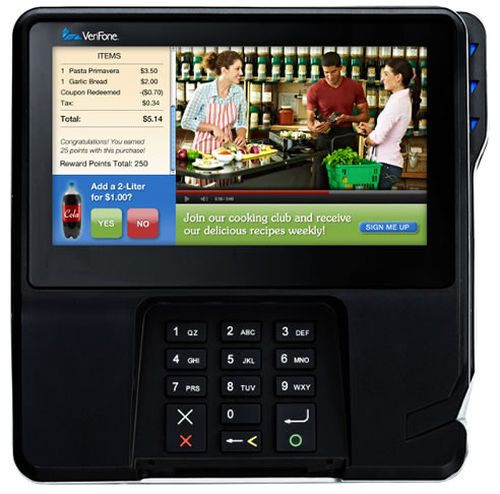 VeriFone.
ITEMS
1 Pasta Primavera $3.50
1 Garlic Bread $2.00
Coupon Redeemed -($0.70)
Tax: $0.34
Total: $5.14
Congratulations! You earned
25 points with this purchase!
Reward Points Total: 250
Add a 2-Liter
for $1.00?
Cola
YES
NO
Join our cooking club and receive
our delicious recipes weekly!
SIGN ME UP
1 QZ
2 ABC
3 DEF
4 GHI
5 JKL
6 MNO
7 PRS
8 TUV
9 WXY
0